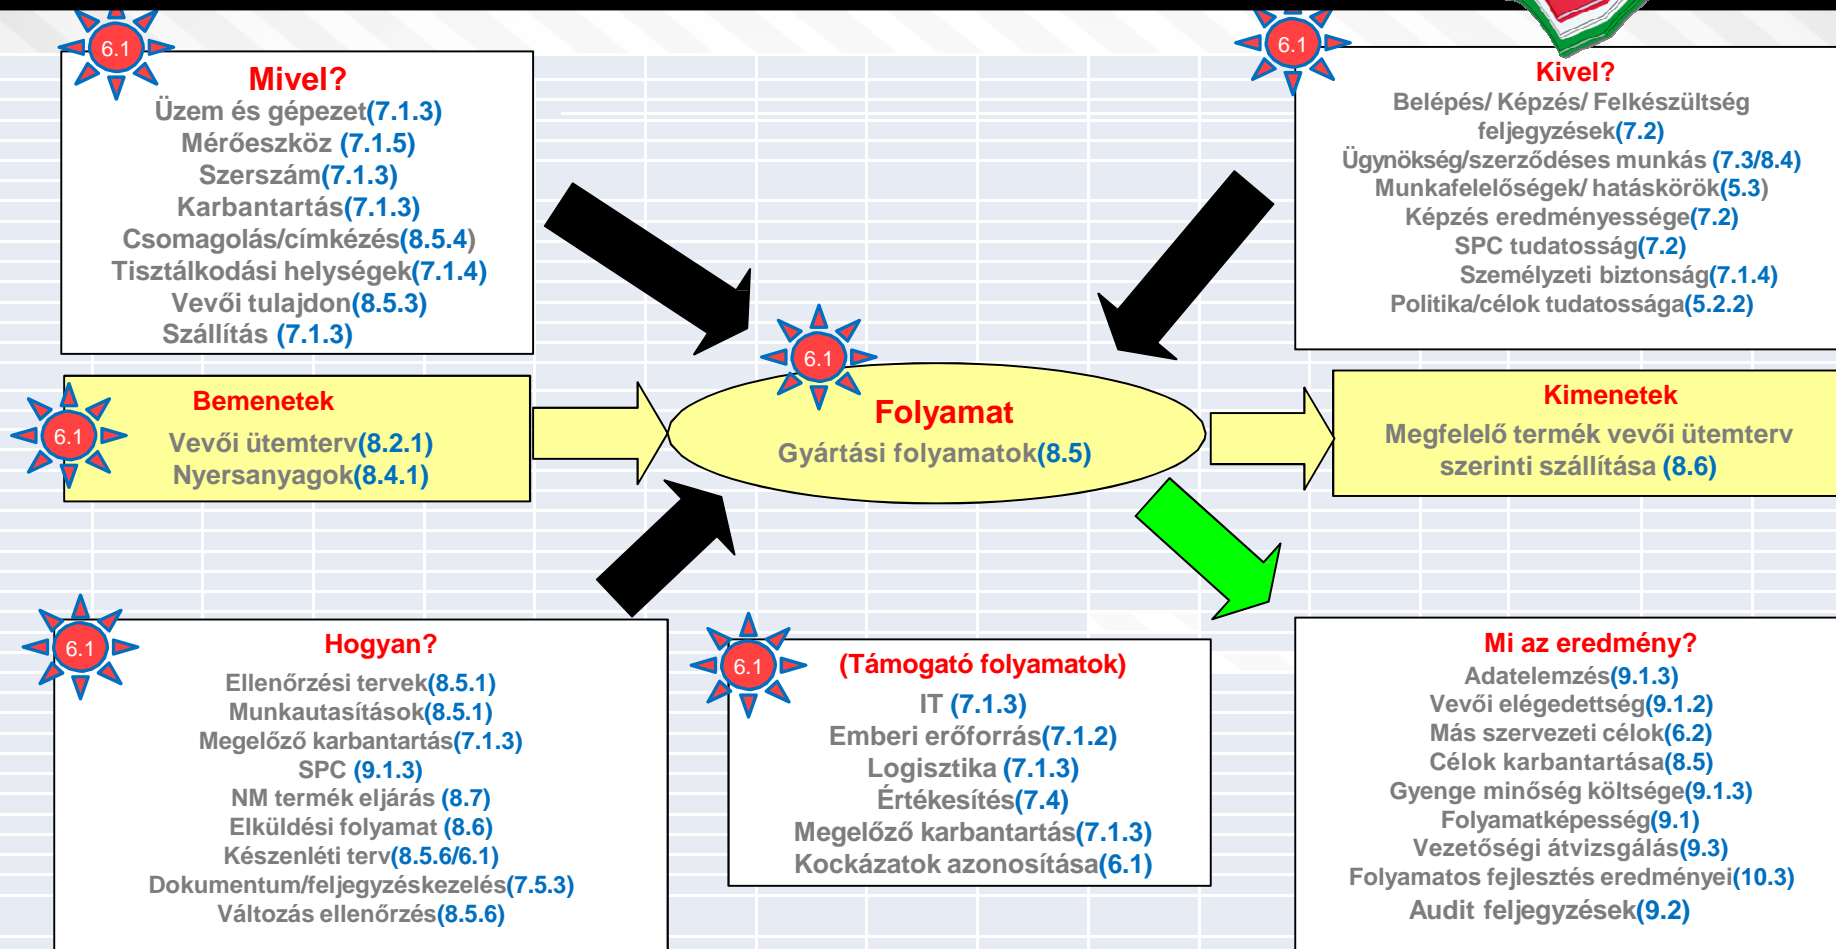 6.1
Mivel?
Üzem és gépezet(7.1.3)
Mérőeszköz (7.1.5)
Szerszám(7.1.3)
Karbantartás(7.1.3)
Csomagolás/címkézés(8.5.4)
Tisztálkodási helységek(7.1.4)
Vevői tulajdon(8.5.3)
Szállítás (7.1.3)
6.1
Kivel?
Belépés/ Képzés/ Felkészültség
feljegyzések(7.2)
Ügynökség/szerződéses munkás (7.3/8.4)
Munkafelelőségek/ hatáskörök(5.3)
Képzés eredményessége(7.2)
SPC tudatosság(7.2)
Személyzeti biztonság(7.1.4)
Politika/célok tudatossága(5.2.2)
6.1
Bemenetek
Vevői ütemterv(8.2.1)
Nyersanyagok(8.4.1)
6.1
Folyamat
Gyártási folyamatok(8.5)
Kimenetek
Megfelelő termék vevői ütemterv
szerinti szállítása (8.6)
6.1
Hogyan?
Ellenőrzési tervek(8.5.1)
Munkautasítások(8.5.1)
Megelőző karbantartás(7.1.3)
SPC (9.1.3)
NM termék eljárás (8.7)
Elküldési folyamat (8.6)
Készenléti terv(8.5.6/6.1)
Dokumentum/feljegyzéskezelés(7.5.3)
Változás ellenőrzés(8.5.6)
6.1
(Támogató folyamatok)
IT (7.1.3)
Emberi erőforrás(7.1.2)
Logisztika (7.1.3)
Értékesítés(7.4)
Megelőző karbantartás(7.1.3)
Kockázatok azonosítása(6.1)
Mi az eredmény?
Adatelemzés(9.1.3)
Vevői elégedettség(9.1.2)
Más szervezeti célok(6.2)
Célok karbantartása(8.5)
Gyenge minőség költsége(9.1.3)
Folyamatképesség(9.1)
Vezetőségi átvizsgálás(9.3)
Folyamatos fejlesztés eredményei(10.3)
Audit feljegyzések(9.2)